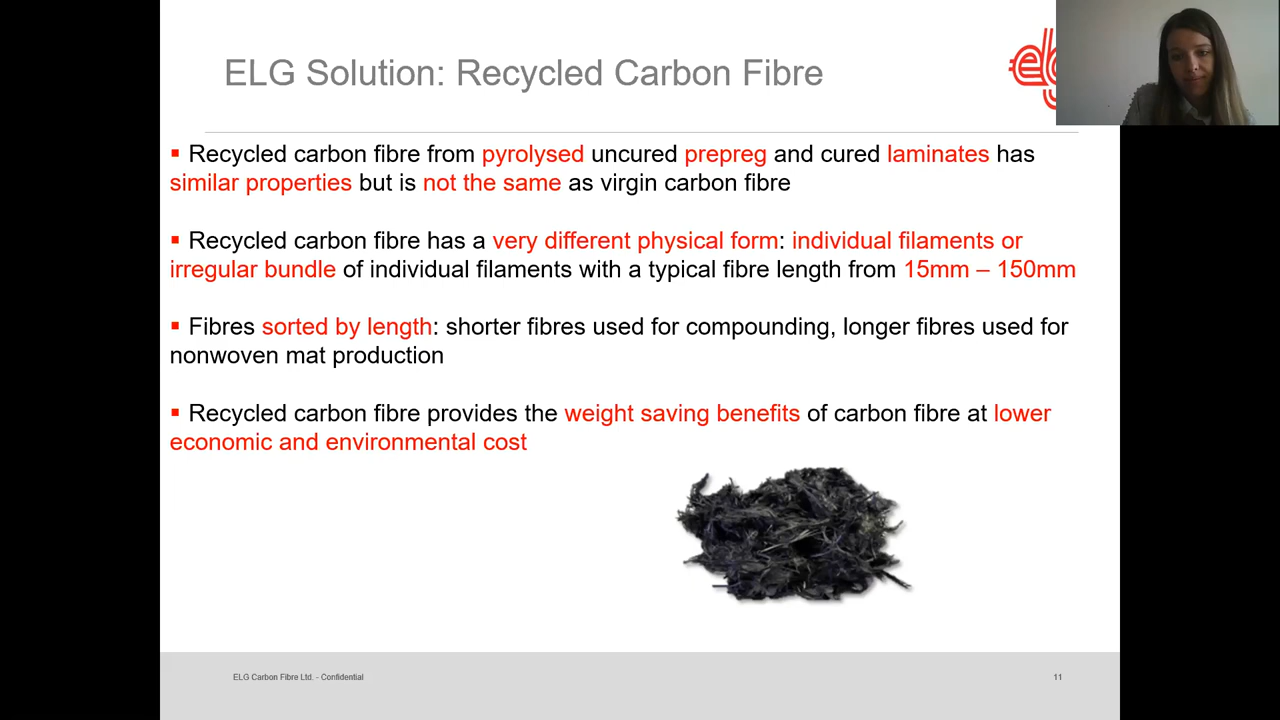 ELG Solution: Recycled Carbon Fibre
elg
▪ Recycled carbon fibre from pyrolysed uncured prepreg and cured laminates has
similar properties but is not the same as virgin carbon fibre
▪ Recycled carbon fibre has a very different physical form: individual filaments or
irregular bundle of individual filaments with a typical fibre length from 15mm – 150mm
▪ Fibres sorted by length: shorter fibres used for compounding, longer fibres used for
nonwoven mat production
▪ Recycled carbon fibre provides the weight saving benefits of carbon fibre at lower
economic and environmental cost
ELG Carbon Fibre Ltd. - Confidential
11